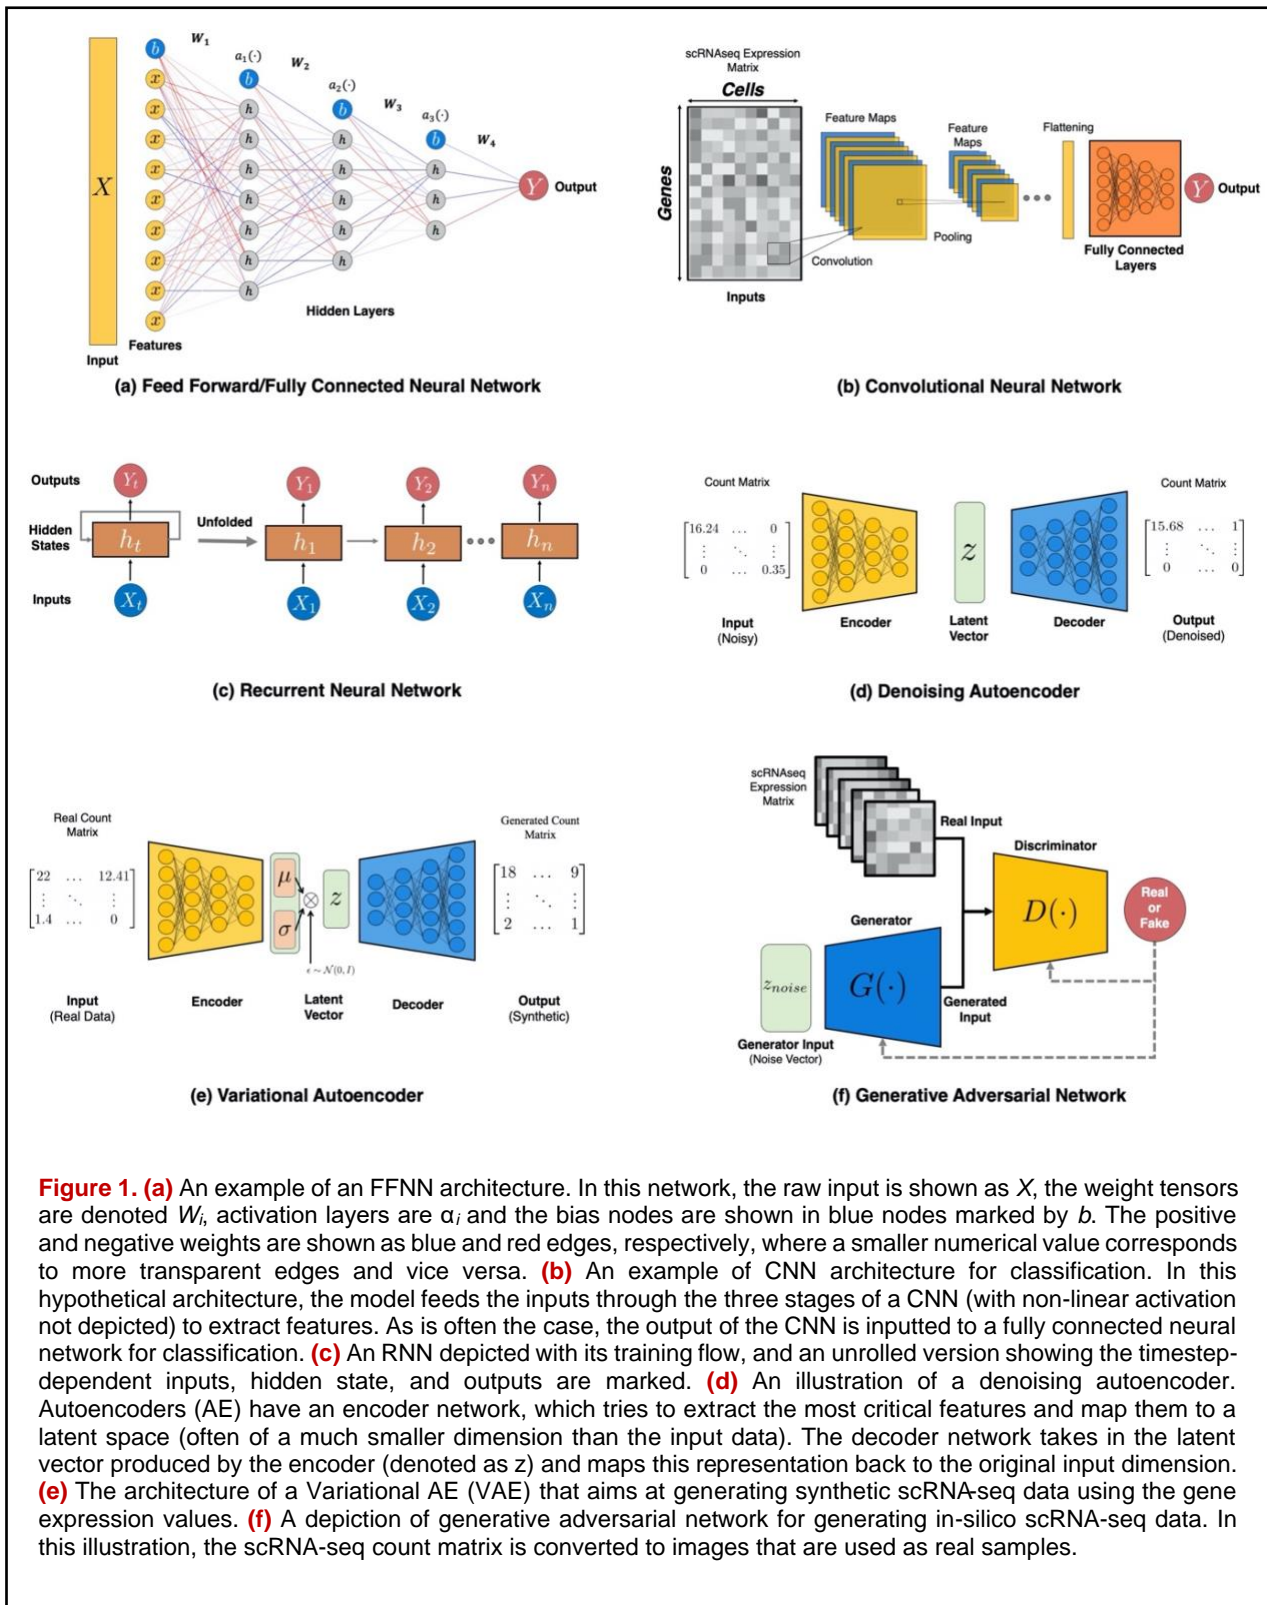 W₁
b
a₁(·)
W₂
x
b
a₂(·)
W₃
x
h
b
a₃(·)
W₄
x
h
h
b
x
h
h
h
X
x
h
h
h
Y
Output
x
h
h
h
x
h
h
x
h
x
Hidden Layers
Features
Input
(a) Feed Forward/Fully Connected Neural Network
scRNAseq Expression
Matrix
Cells
Genes
Feature Maps
Feature
Maps
Flattening
Y
Output
Pooling
Convolution
Fully Connected
Layers
Inputs
(b) Convolutional Neural Network
Outputs
Yₜ
Y₁
Y₂
Yₙ
Hidden
States
hₜ
Unfolded
h₁
h₂
hₙ
Inputs
Xₜ
X₁
X₂
Xₙ
(c) Recurrent Neural Network
Count Matrix
Count Matrix
16.24 … 0
⋮ ⋱ ⋮
0 … 0.35
z
15.68 … 1
⋮ ⋱ ⋮
0 … 0
Input
(Noisy)
Encoder
Latent
Vector
Decoder
Output
(Denoised)
(d) Denoising Autoencoder
Real Count
Matrix
Generated Count
Matrix
22 … 12.41
⋮ ⋱ ⋮
1.4 … 0
μ
σ
z
18 … 9
⋮ ⋱ ⋮
2 … 1
ϵ ∼ N(0, I)
Input
(Real Data)
Encoder
Latent
Vector
Decoder
Output
(Synthetic)
(e) Variational Autoencoder
scRNAseq
Expression
Matrix
Real Input
Discriminator
D(·)
Real
or
Fake
Generator
z_noise
G(·)
Generated
Input
Generator Input
(Noise Vector)
(f) Generative Adversarial Network
Figure 1. (a) An example of an FFNN architecture. In this network, the raw input is shown as X, the weight tensors
are denoted Wᵢ, activation layers are αᵢ and the bias nodes are shown in blue nodes marked by b. The positive
and negative weights are shown as blue and red edges, respectively, where a smaller numerical value corresponds
to more transparent edges and vice versa. (b) An example of CNN architecture for classification. In this
hypothetical architecture, the model feeds the inputs through the three stages of a CNN (with non-linear activation
not depicted) to extract features. As is often the case, the output of the CNN is inputted to a fully connected neural
network for classification. (c) An RNN depicted with its training flow, and an unrolled version showing the timestep-
dependent inputs, hidden state, and outputs are marked. (d) An illustration of a denoising autoencoder.
Autoencoders (AE) have an encoder network, which tries to extract the most critical features and map them to a
latent space (often of a much smaller dimension than the input data). The decoder network takes in the latent
vector produced by the encoder (denoted as z) and maps this representation back to the original input dimension.
(e) The architecture of a Variational AE (VAE) that aims at generating synthetic scRNA-seq data using the gene
expression values. (f) A depiction of generative adversarial network for generating in-silico scRNA-seq data. In
this illustration, the scRNA-seq count matrix is converted to images that are used as real samples.